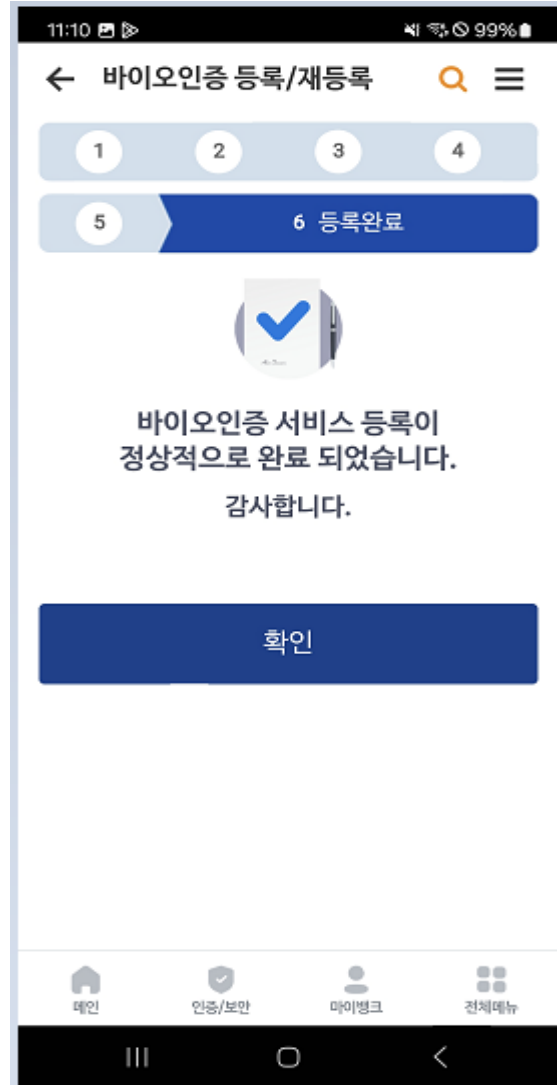 11:10 99%
바이오인증 등록/재등록
1 2 3 4
5 6 등록완료
바이오인증 서비스 등록이
정상적으로 완료 되었습니다.
감사합니다.
확인
메인 인증/보안 마이뱅크 전체메뉴